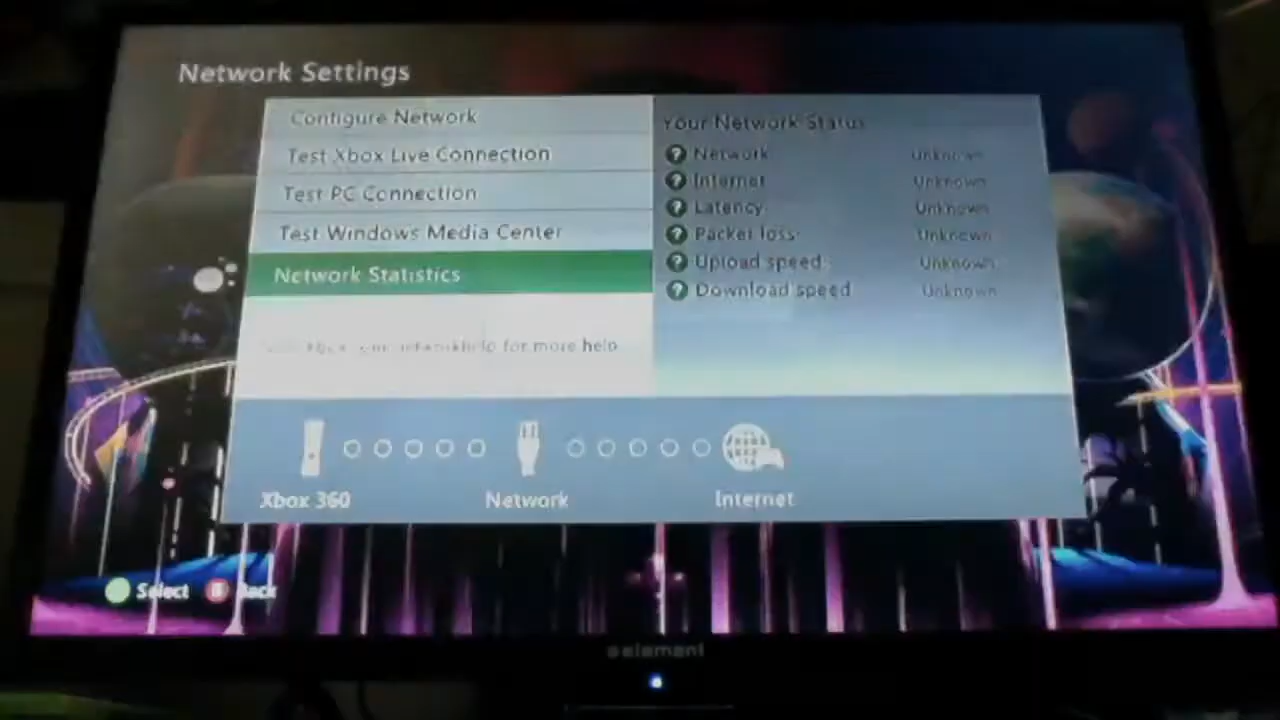 Network Settings
Configure Network
Test Xbox Live Connection
Test PC Connection
Test Windows Media Center
Network Statistics
for more help
Your Network Status
Network Unknown
Internet Unknown
Latency Unknown
Packet loss Unknown
Upload speed Unknown
Download speed Unknown
Xbox 360
Network
Internet
Select
Back
element